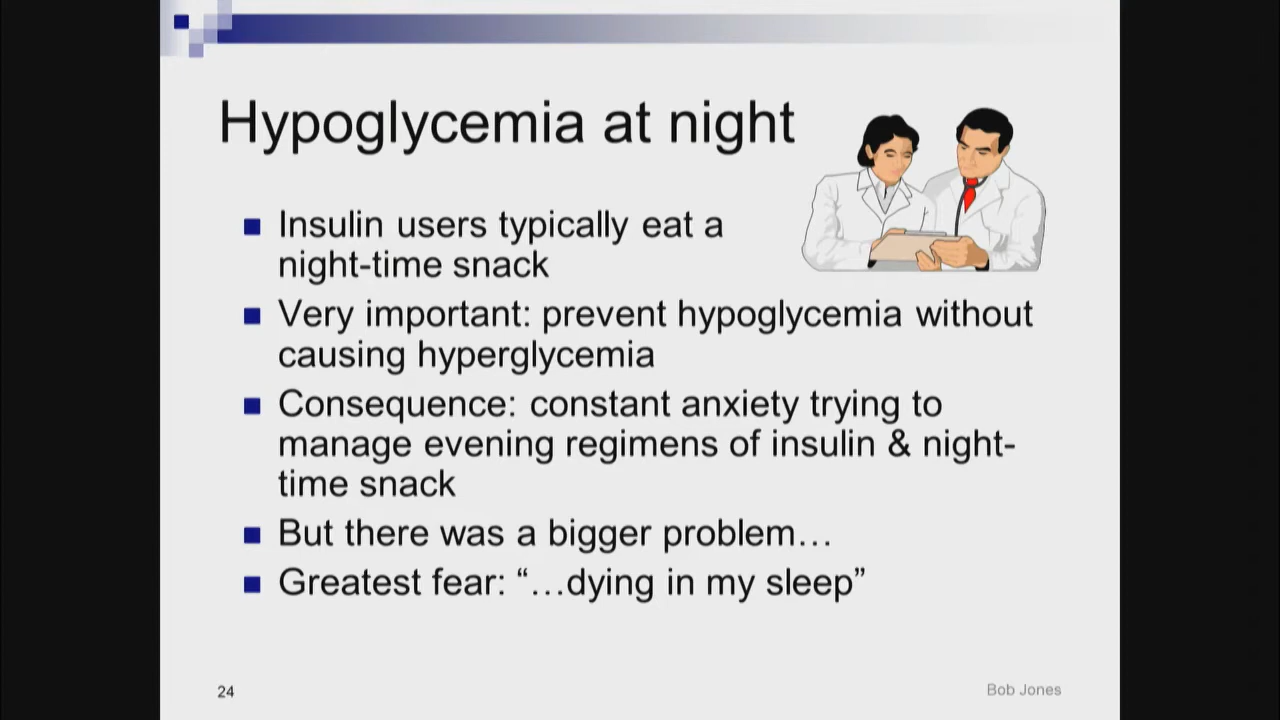 Hypoglycemia at night
Insulin users typically eat a
night-time snack
Very important: prevent hypoglycemia without
causing hyperglycemia
Consequence: constant anxiety trying to
manage evening regimens of insulin & night-
time snack
But there was a bigger problem…
Greatest fear: “…dying in my sleep”
24
Bob Jones